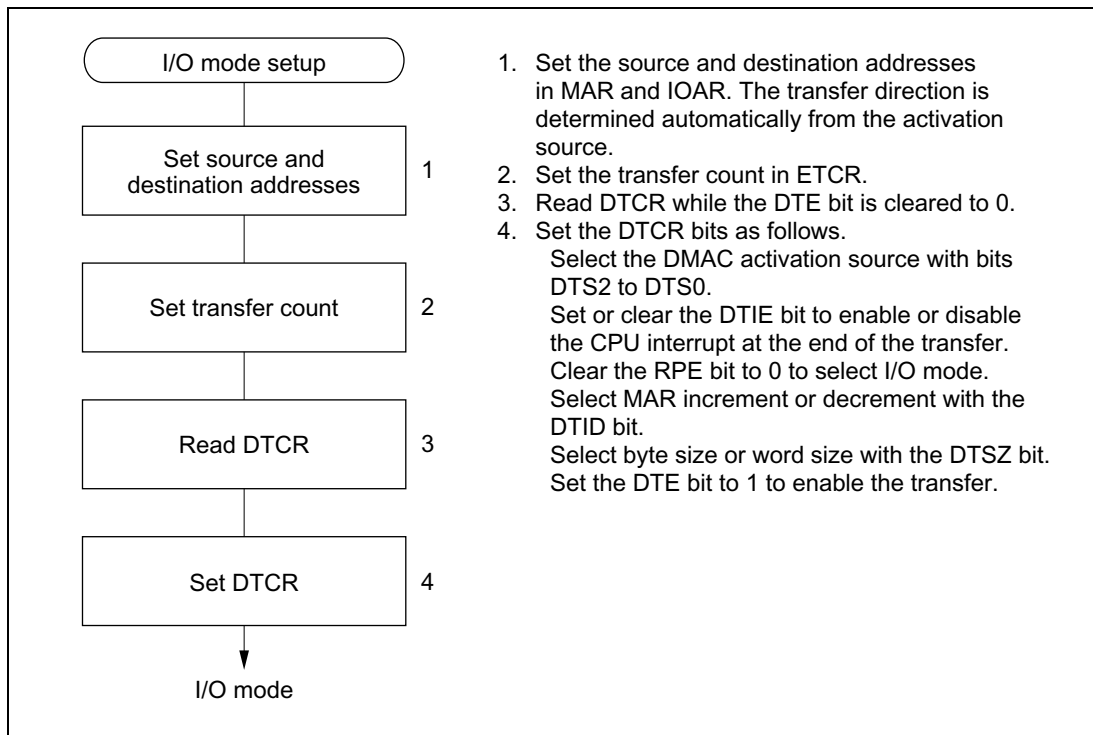 I/O mode setup
Set source and
destination addresses
1
Set transfer count
2
Read DTCR
3
Set DTCR
4
I/O mode
1. Set the source and destination addresses
in MAR and IOAR. The transfer direction is
determined automatically from the activation
source.
2. Set the transfer count in ETCR.
3. Read DTCR while the DTE bit is cleared to 0.
4. Set the DTCR bits as follows.
Select the DMAC activation source with bits
DTS2 to DTS0.
Set or clear the DTIE bit to enable or disable
the CPU interrupt at the end of the transfer.
Clear the RPE bit to 0 to select I/O mode.
Select MAR increment or decrement with the
DTID bit.
Select byte size or word size with the DTSZ bit.
Set the DTE bit to 1 to enable the transfer.